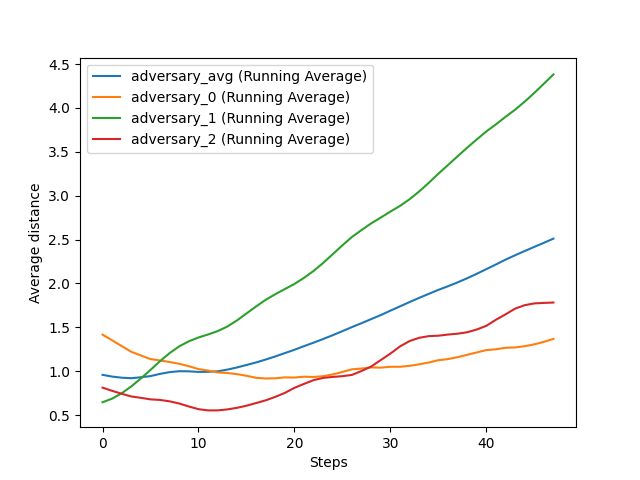 adversary_avg (Running Average)
adversary_0 (Running Average)
adversary_1 (Running Average)
adversary_2 (Running Average)
Average distance
4.5
4.0
3.5
3.0
2.5
2.0
1.5
1.0
0.5
0 10 20 30 40
Steps